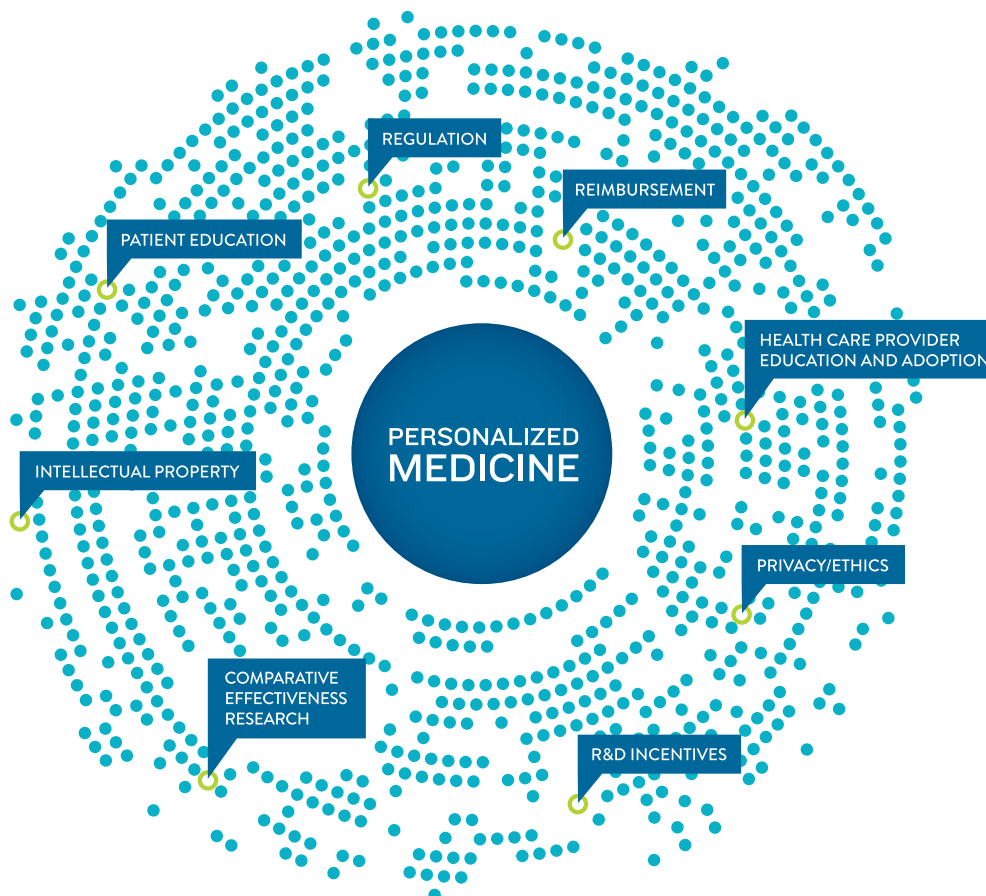 REGULATION
REIMBURSEMENT
PATIENT EDUCATION
HEALTH CARE PROVIDER
EDUCATION AND ADOPTION
PERSONALIZED
MEDICINE
INTELLECTUAL PROPERTY
PRIVACY/ETHICS
COMPARATIVE
EFFECTIVENESS
RESEARCH
R&D INCENTIVES